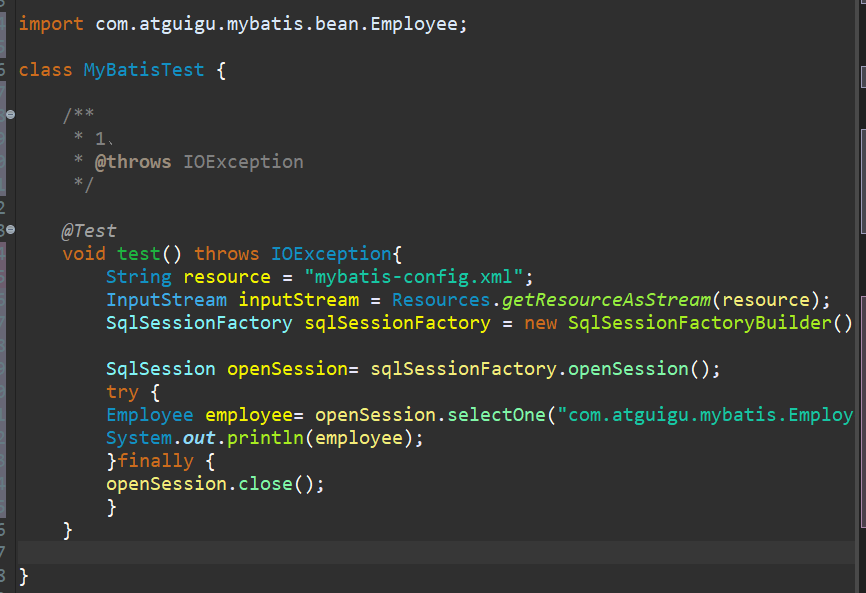 import com.atguigu.mybatis.bean.Employee;
class MyBatisTest {
/**
* 1、
* @throws IOException
*/
@Test
void test() throws IOException{
String resource = "mybatis-config.xml";
InputStream inputStream = Resources.getResourceAsStream(resource);
SqlSessionFactory sqlSessionFactory = new SqlSessionFactoryBuilder()
SqlSession openSession= sqlSessionFactory.openSession();
try {
Employee employee= openSession.selectOne("com.atguigu.mybatis.Employ
System.out.println(employee);
}finally {
openSession.close();
}
}
}